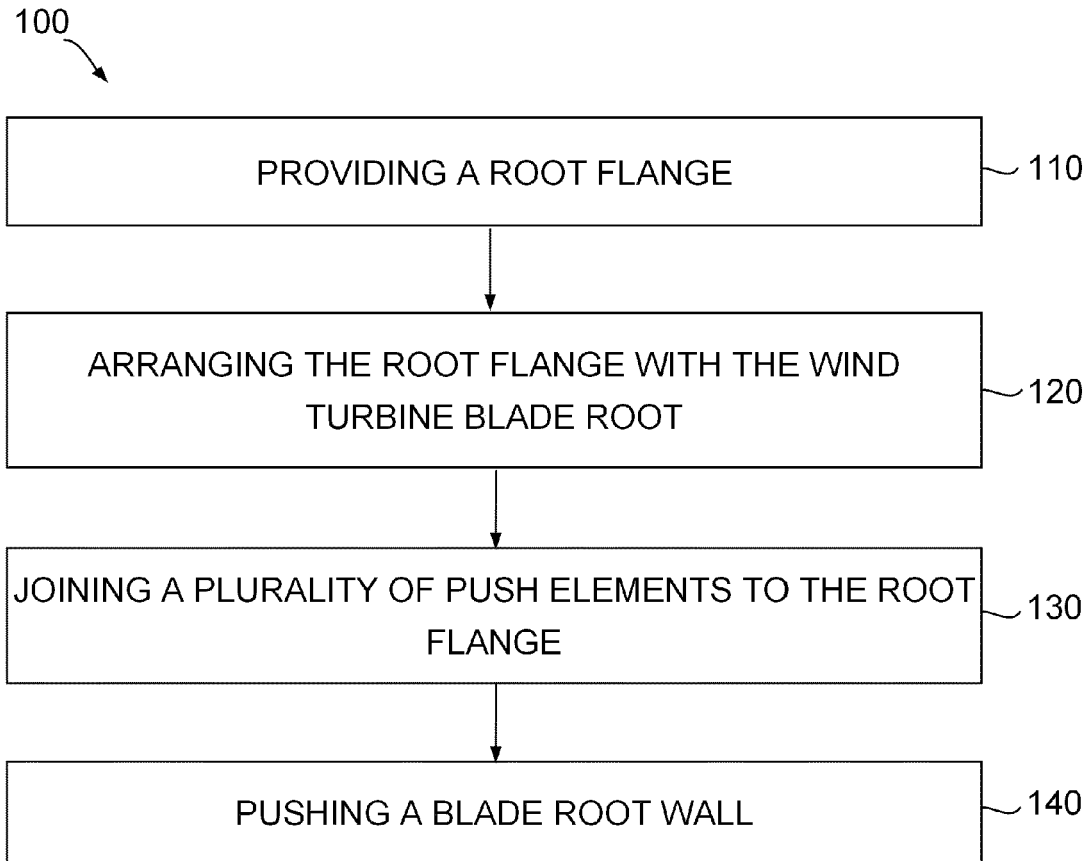 100
PROVIDING A ROOT FLANGE
110
ARRANGING THE ROOT FLANGE WITH THE WIND
TURBINE BLADE ROOT
120
JOINING A PLURALITY OF PUSH ELEMENTS TO THE ROOT
FLANGE
130
PUSHING A BLADE ROOT WALL
140